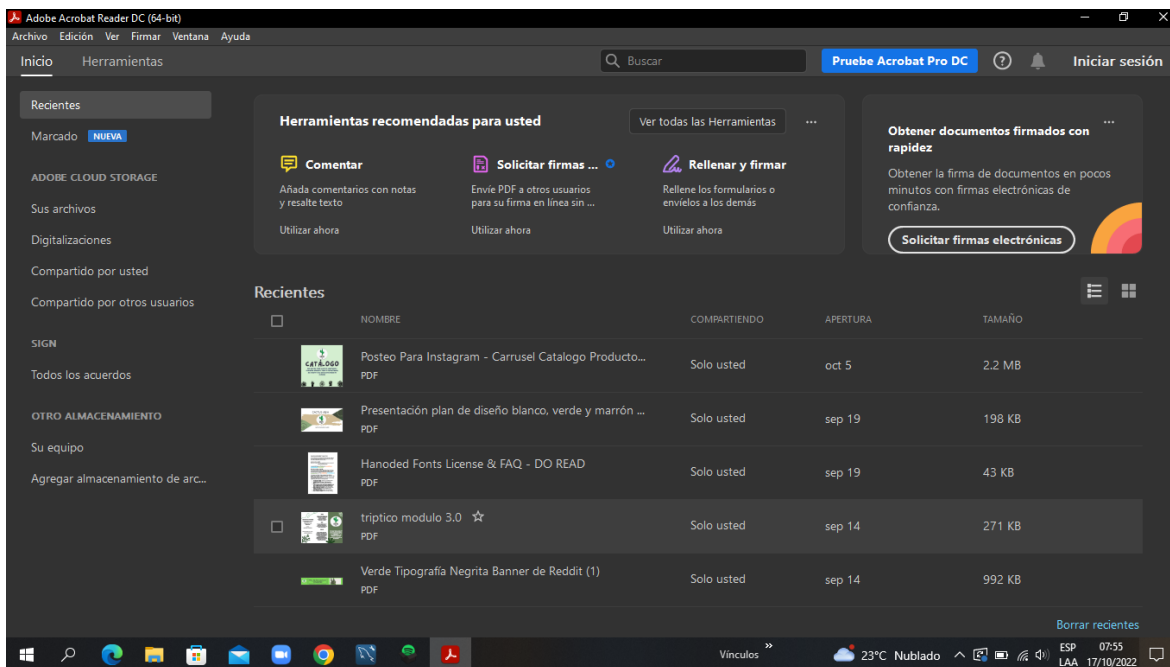 Adobe Acrobat Reader DC (64-bit)
Archivo Edición Ver Firmar Ventana Ayuda
Inicio Herramientas Buscar Pruebe Acrobat Pro DC Iniciar sesión
Recientes
Marcado NUEVA
ADOBE CLOUD STORAGE
Sus archivos
Digitalizaciones
Compartido por usted
Compartido por otros usuarios
SIGN
Todos los acuerdos
OTRO ALMACENAMIENTO
Su equipo
Agregar almacenamiento de arc...
Herramientas recomendadas para usted
Ver todas las Herramientas ...
Comentar
Añada comentarios con notas
y resalte texto
Utilizar ahora
Solicitar firmas ...
Envíe PDF a otros usuarios
para su firma en línea sin ...
Utilizar ahora
Rellenar y firmar
Rellene los formularios o
envíelos a los demás
Utilizar ahora
...
Obtener documentos firmados con
rapidez
Obtener la firma de documentos en pocos
minutos con firmas electrónicas de
confianza.
Solicitar firmas electrónicas
Recientes
NOMBRE COMPARTIENDO APERTURA TAMAÑO
CATÁLOGO
Posteo Para Instagram - Carrusel Catalogo Producto...
PDF
Solo usted oct 5 2.2 MB
Presentación plan de diseño blanco, verde y marrón ...
PDF
Solo usted sep 19 198 KB
Hanoded Fonts License & FAQ - DO READ
PDF
Solo usted sep 19 43 KB
triptico modulo 3.0
PDF
Solo usted sep 14 271 KB
Verde Tipografía Negrita Banner de Reddit (1)
PDF
Solo usted sep 14 992 KB
Borrar recientes
Vínculos » 23°C Nublado ESP 07:55
LAA 17/10/2022